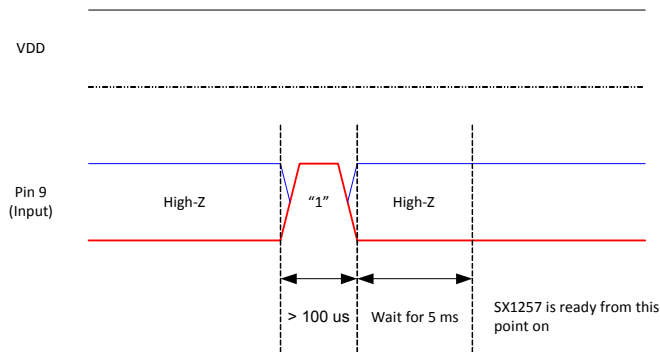 VDD
Pin 9
(Input)
High-Z
“1”
High-Z
> 100 us
Wait for 5 ms
SX1257 is ready from this
point on